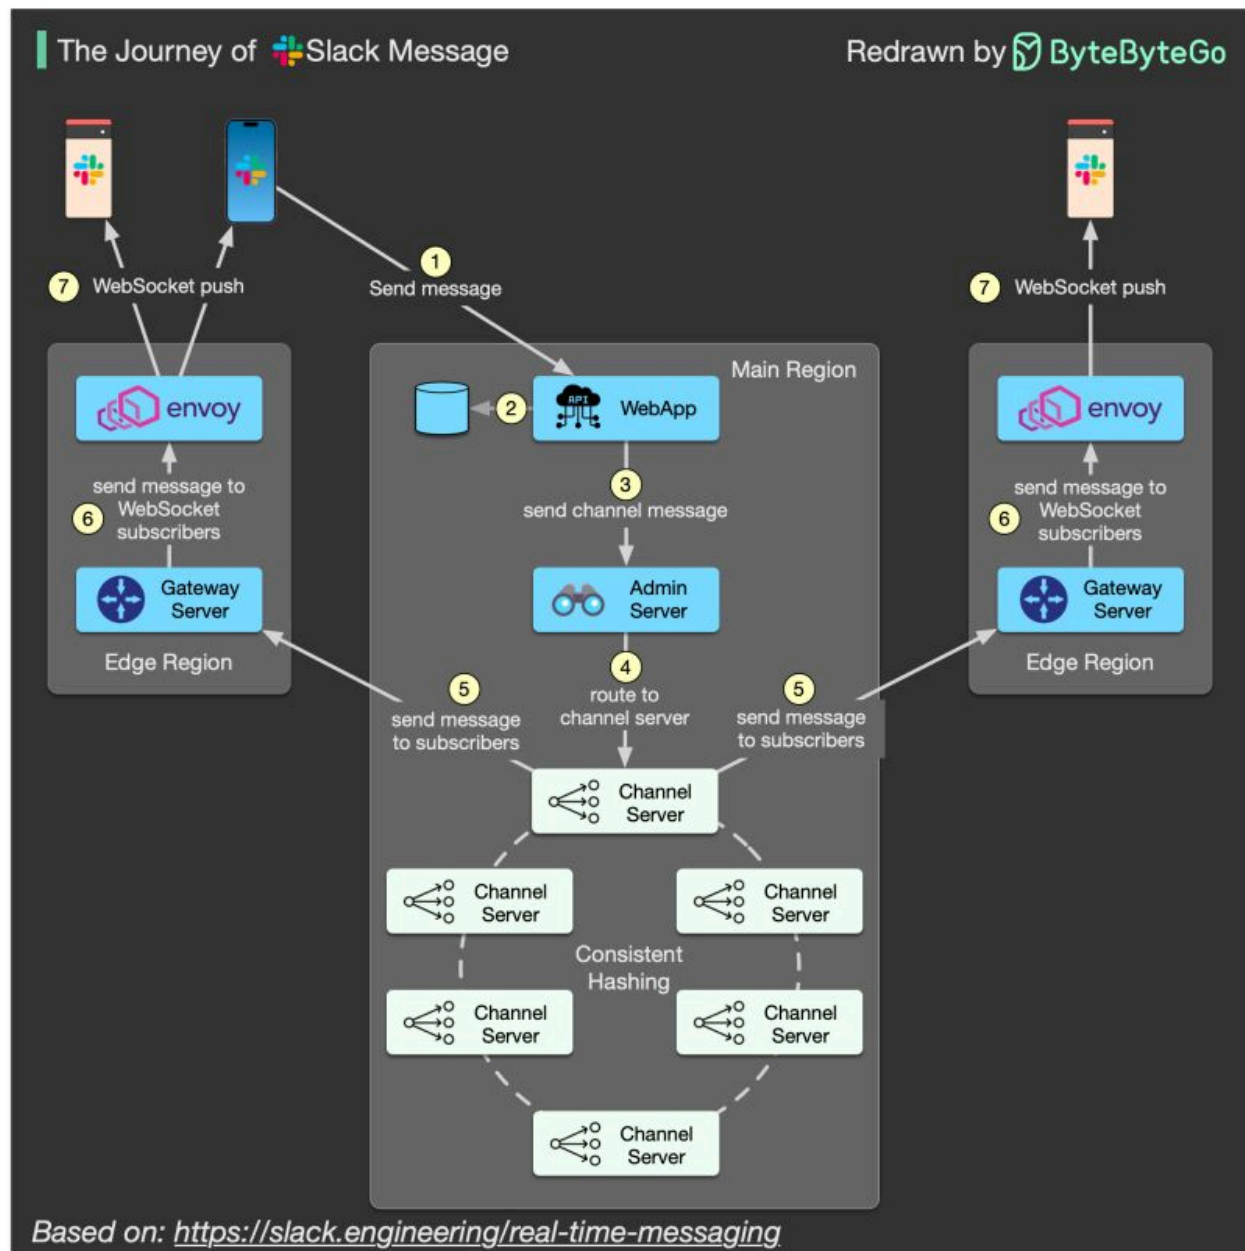 The Journey of Slack Message
Redrawn by ByteByteGo
1
Send message
7
WebSocket push
7
WebSocket push
Main Region
envoy
2
API
WebApp
envoy
3
send channel message
send message to
6
WebSocket
subscribers
send message to
6
WebSocket
subscribers
Gateway
Server
Admin
Server
Gateway
Server
Edge Region
4
Edge Region
5
route to
channel server
5
send message
to subscribers
send message
to subscribers
Channel
Server
Channel
Server
Channel
Server
Consistent
Hashing
Channel
Server
Channel
Server
Channel
Server
Based on: https://slack.engineering/real-time-messaging